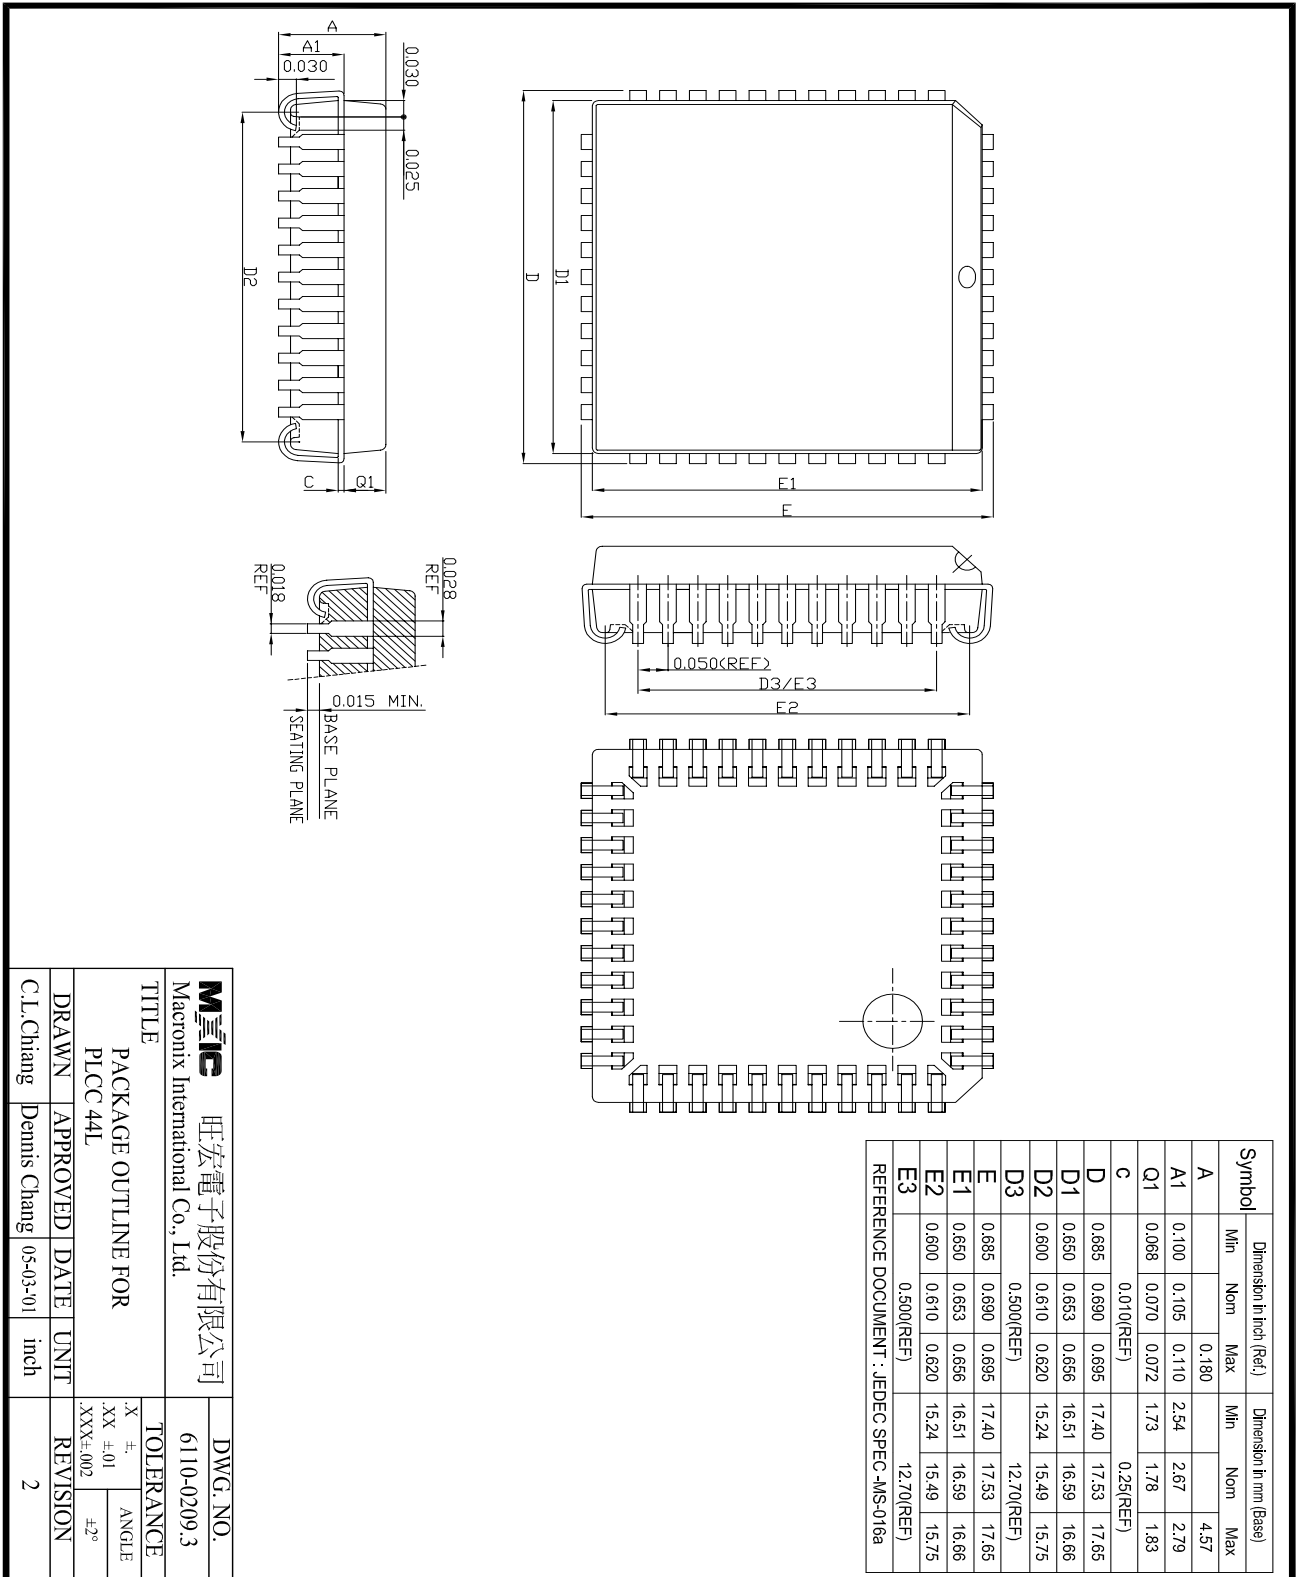 A
A1
0.030
0.030
0.025
D2
C
Q1
D
D1
E1
E
0.050(REF)
D3/E3
E2
0.028
REF
0.018
REF
0.015 MIN.
BASE PLANE
SEATING PLANE
Symbol Dimension in inch (Ref.) Dimension in mm (Base)
Min Nom Max Min Nom Max
A 0.180 4.57
A1 0.100 0.105 0.110 2.54 2.67 2.79
Q1 0.068 0.070 0.072 1.73 1.78 1.83
C 0.010(REF) 0.25(REF)
D 0.685 0.690 0.695 17.40 17.53 17.65
D1 0.650 0.653 0.656 16.51 16.59 16.66
D2 0.600 0.610 0.620 15.24 15.49 15.75
D3 0.500(REF) 12.70(REF)
E 0.685 0.690 0.695 17.40 17.53 17.65
E1 0.650 0.653 0.656 16.51 16.59 16.66
E2 0.600 0.610 0.620 15.24 15.49 15.75
E3 0.500(REF) 12.70(REF)
REFERENCE DOCUMENT : JEDEC SPEC -MS-016a
MXIC 旺宏電子股份有限公司
Macronix International Co., Ltd.
DWG. NO.
6110-0209.3
TITLE
PACKAGE OUTLINE FOR
PLCC 44L
TOLERANCE
.X ±.
.XX ±.01
.XXX±.002
ANGLE
±2°
DRAWN APPROVED DATE UNIT REVISION
C.L.Chiang Dennis Chang 05-03-'01 inch 2